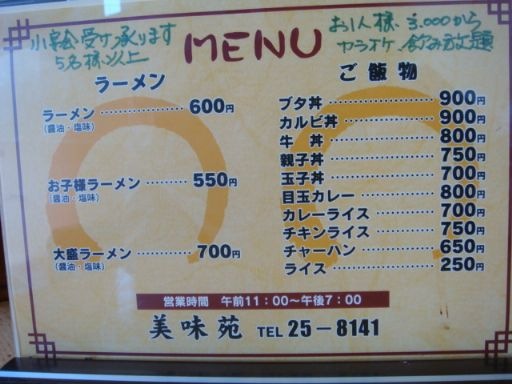 小宴会受け承ります
5名様以上
MENU
お1人様 3,000から
カラオケ 飲み放題
ラーメン
ラーメン ………… 600円
(醤油・塩味)
お子様ラーメン ……… 550円
(醤油・塩味)
大盛ラーメン ……… 700円
(醤油・塩味)
ご飯物
ブタ丼 ………………… 900円
カルビ丼 ……………… 900円
牛 丼 ………………… 800円
親子丼 ………………… 750円
玉子丼 ………………… 700円
目玉カレー …………… 800円
カレーライス ………… 700円
チキンライス ………… 750円
チャーハン …………… 650円
ライス ………………… 250円
営業時間 午前11:00~午後7:00
美味苑 TEL 25-8141